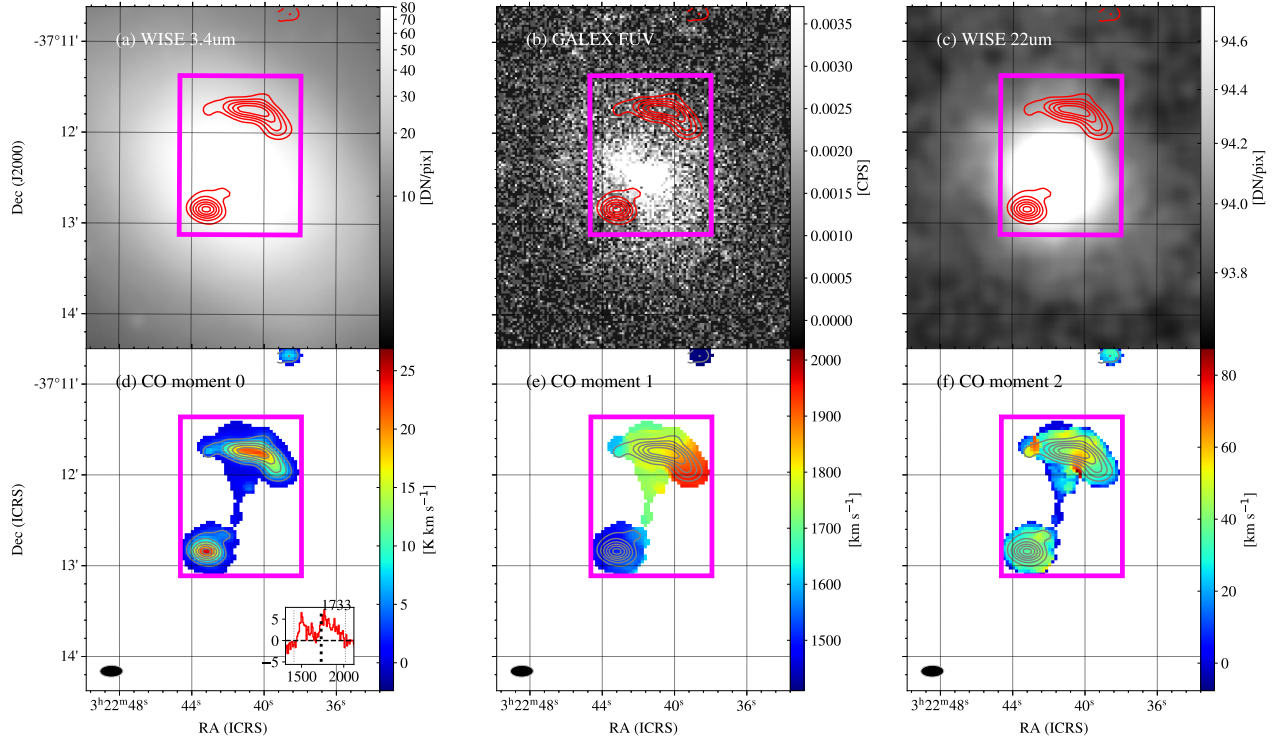 (a) WISE 3.4um
-37°11'
12'
13'
14'
Dec (J2000)
80
70
60
50
40
30
20
10
[DN/pix]
(b) GALEX FUV
0.0035
0.0030
0.0025
0.0020
0.0015
0.0010
0.0005
0.0000
[CPS]
(c) WISE 22um
94.6
94.4
94.2
94.0
93.8
[DN/pix]
(d) CO moment 0
-37°11'
12'
13'
14'
Dec (ICRS)
25
20
15
10
5
0
[K km s⁻¹]
1733
5
0
−5
1500
2000
3ʰ22ᵐ48ˢ
44ˢ
40ˢ
36ˢ
RA (ICRS)
(e) CO moment 1
2000
1900
1800
1700
1600
1500
[km s⁻¹]
3ʰ22ᵐ48ˢ
44ˢ
40ˢ
36ˢ
RA (ICRS)
(f) CO moment 2
80
60
40
20
0
[km s⁻¹]
3ʰ22ᵐ48ˢ
44ˢ
40ˢ
36ˢ
RA (ICRS)